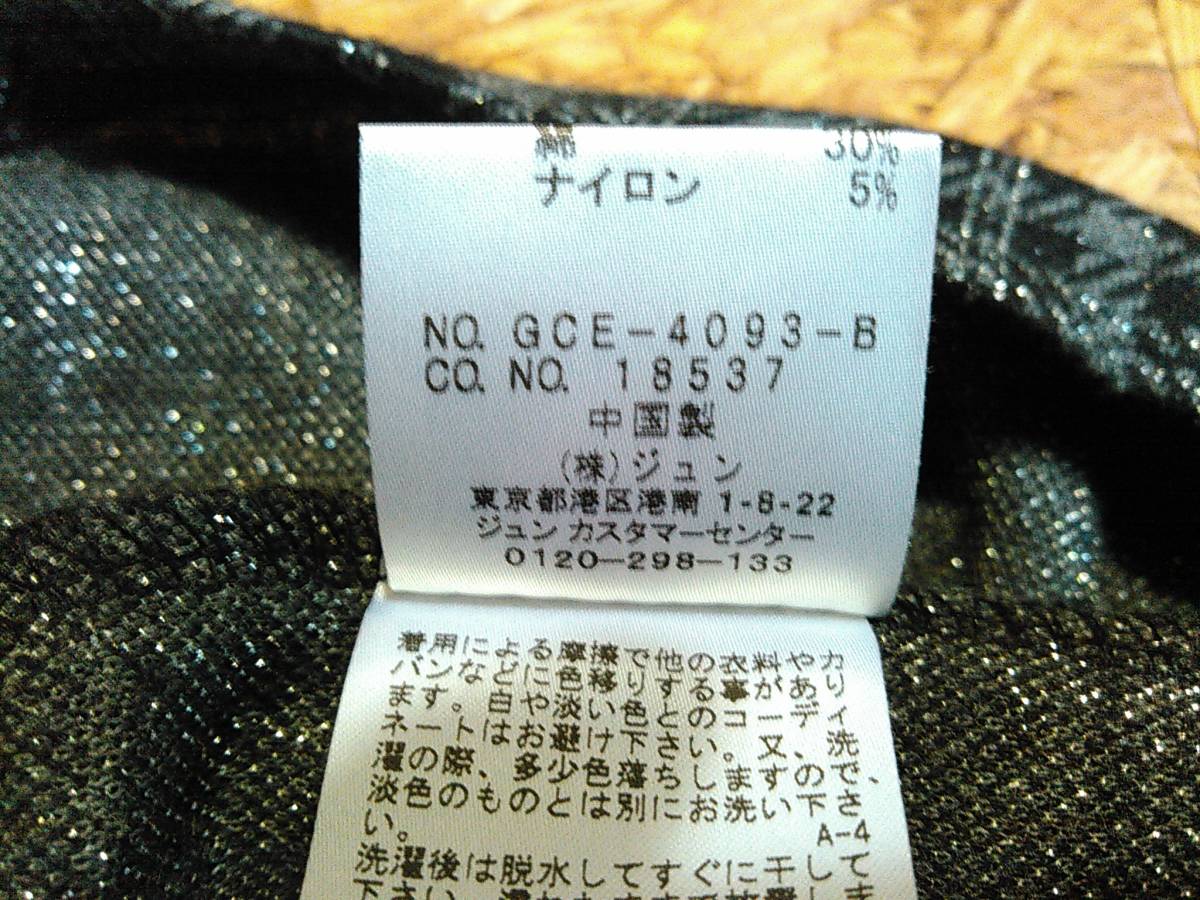 綿 30%
ナイロン 5%
NO. GCE-4093-B
CO. NO. 18537
中国製
(株)ジュン
東京都港区港南 1-8-22
ジュン カスタマーセンター
0120-298-133
着用による摩擦で他の衣料やカ
バンなどに色移りする事があり
ます。白や淡い色とのコーディ
ネートはお避け下さい。又、洗
濯の際、多少色落ちしますので、
淡色のものとは別にお洗い下さ
い。
A-4
洗濯後は脱水してすぐに干して
下さい。